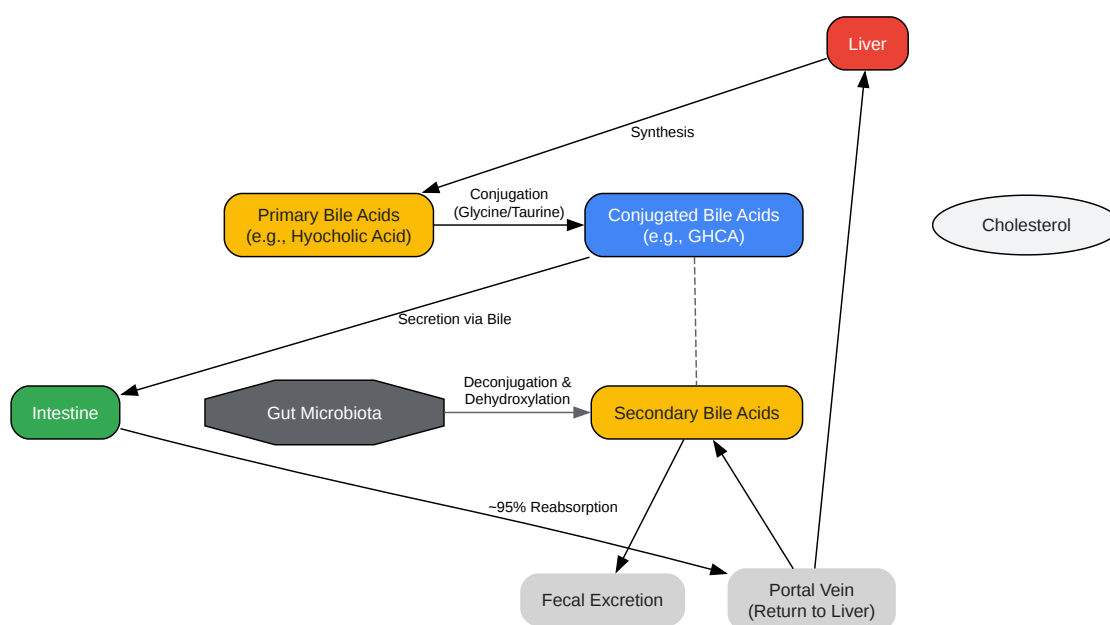 Liver
Synthesis
Primary Bile Acids
(e.g., Hyocholic Acid)
Conjugation
(Glycine/Taurine)
Conjugated Bile Acids
(e.g., GHCA)
Cholesterol
Secretion via Bile
Intestine
Gut Microbiota
Deconjugation &
Dehydroxylation
Secondary Bile Acids
~95% Reabsorption
Fecal Excretion
Portal Vein
(Return to Liver)